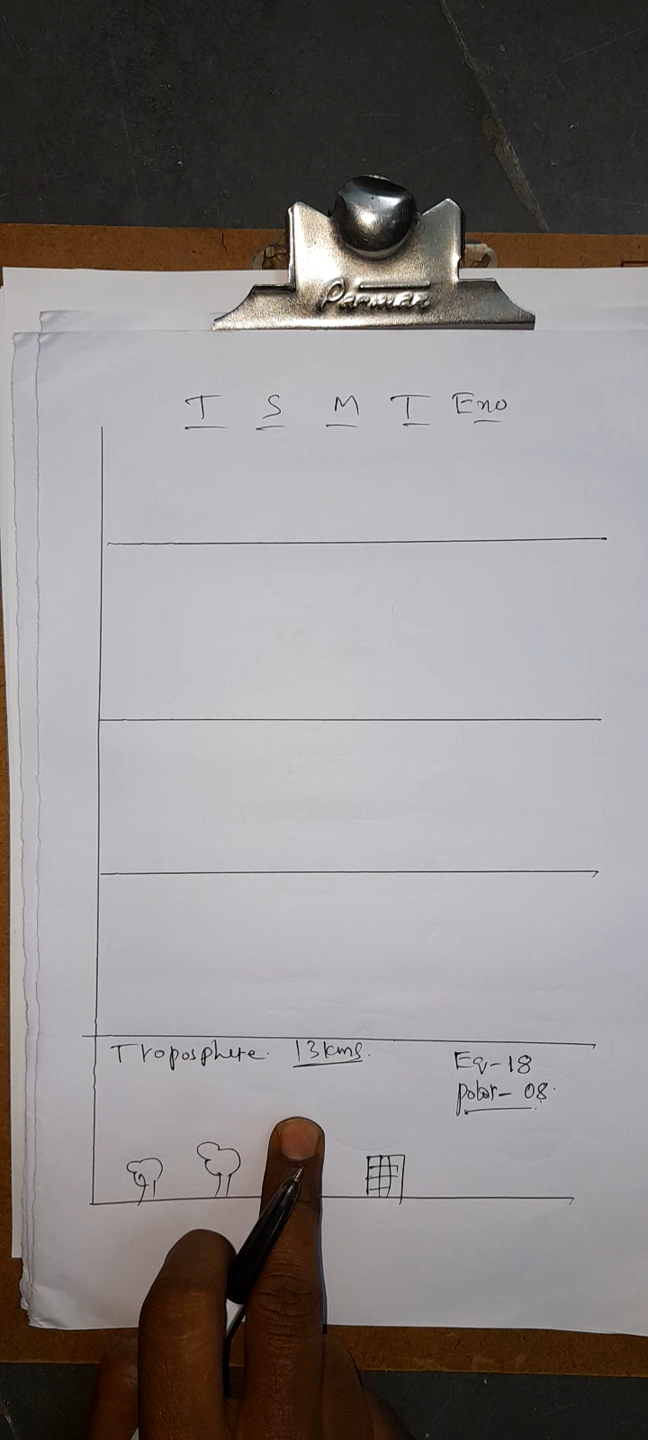 Parmar
T S M T Exo
Troposphere. 13kms.
Eq-18
polar- 08.